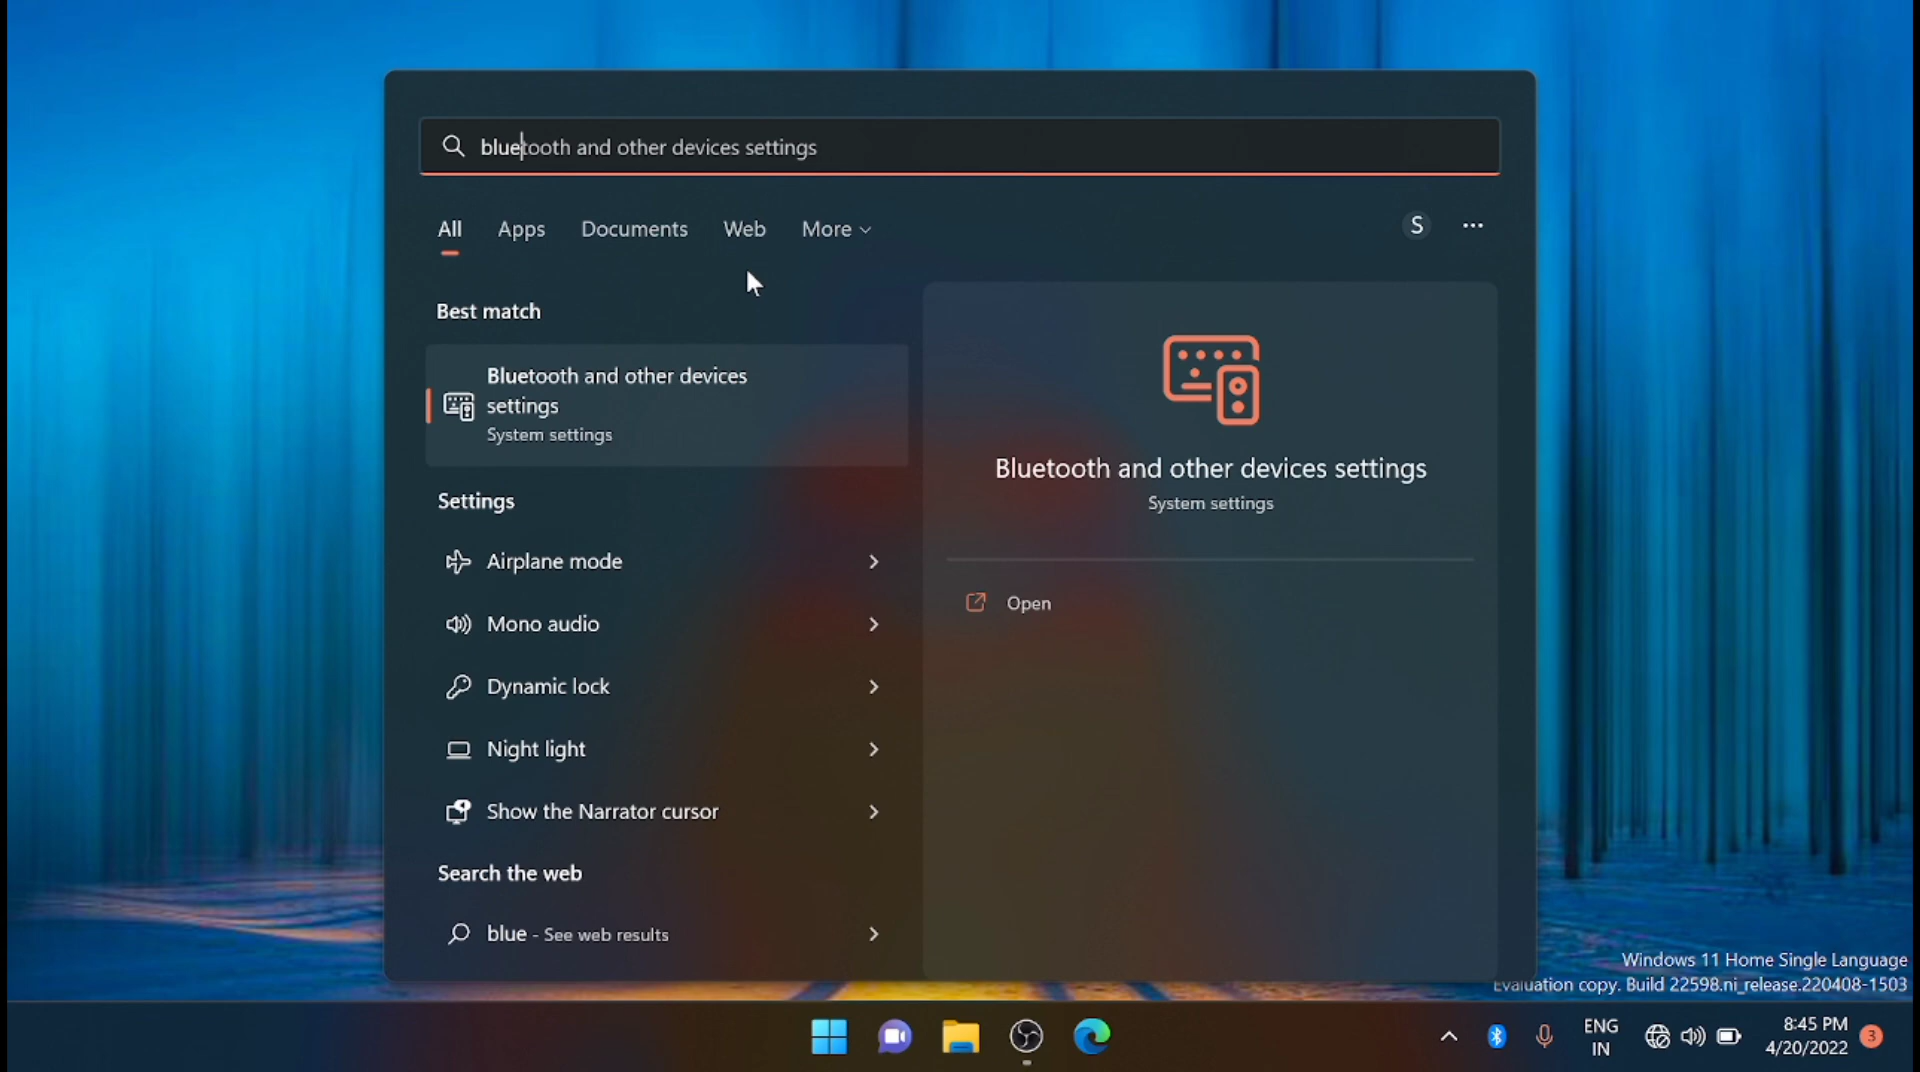 bluetooth and other devices settings
All Apps Documents Web More S ...
Best match
Bluetooth and other devices
settings
System settings
Settings
Airplane mode
Mono audio
Dynamic lock
Night light
Show the Narrator cursor
Search the web
blue - See web results
Bluetooth and other devices settings
System settings
Open
Windows 11 Home Single Language
Evaluation copy. Build 22598.ni_release.220408-1503
ENG
IN
8:45 PM
4/20/2022
3